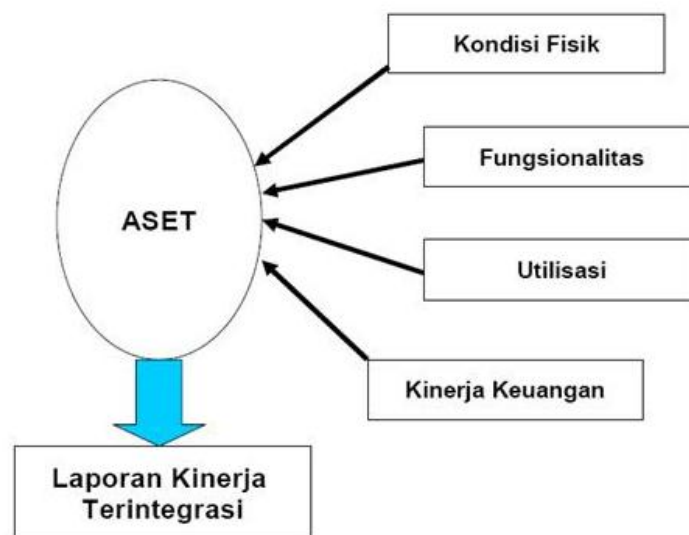 Kondisi Fisik
Fungsionalitas
ASET
Utilisasi
Kinerja Keuangan
Laporan Kinerja
Terintegrasi